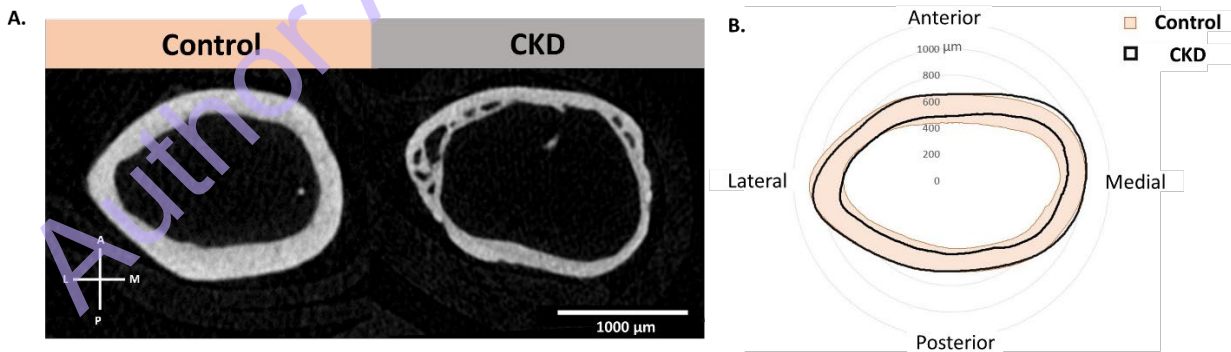 A.
Control
CKD
A
L M
P
1000 μm
Author
B.
Anterior
1000 μm
800
600
400
200
0
Lateral
Medial
Posterior
Control
CKD